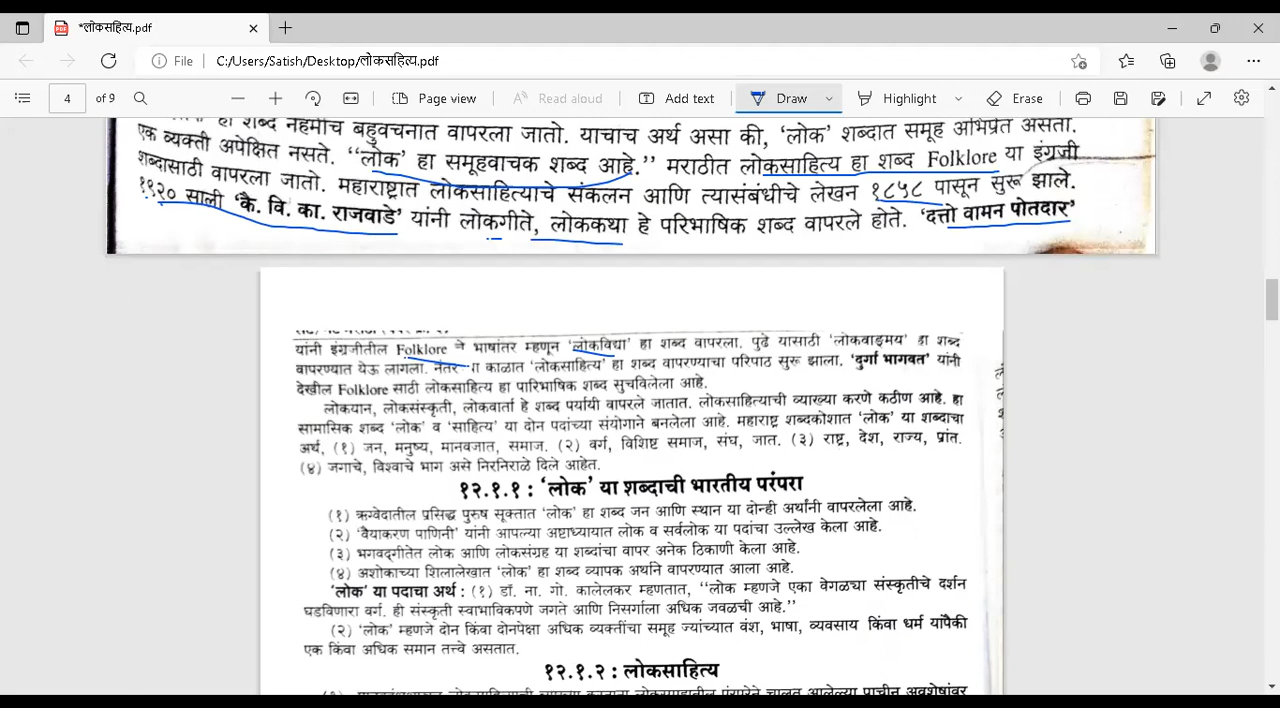 *लोकसहित्य.pdf
File
C:/Users/Satish/Desktop/लोकसहित्य.pdf
4 of 9
Page view
Read aloud
Add text
Draw
Highlight
Erase
हा शब्द नेहमीच बहुवचनात वापरला जातो. याचाच अर्थ असा की, ‘लोक’ शब्दात समूह अभिप्रेत असतो.
एक व्यक्ती अपेक्षित नसते. ‘‘लोक’ हा समूहवाचक शब्द आहे.’’ मराठीत लोकसाहित्य हा शब्द Folklore या इंग्रजी
शब्दासाठी वापरला जातो. महाराष्ट्रात लोकसाहित्याचे संकलन आणि त्यासंबंधीचे लेखन १८५८ पासून सुरू झाले.
१९२० साली ‘कै. वि. का. राजवाडे’ यांनी लोकगीते, लोककथा हे परिभाषिक शब्द वापरले होते. ‘दत्तो वामन पोतदार’
यांनी इंग्रजीतील Folklore चे भाषांतर म्हणून ‘लोकविद्या’ हा शब्द वापरला. पुढे यासाठी ‘लोकवाङ्मय’ हा शब्द
वापरण्यात येऊ लागला. नंतर काळात ‘लोकसाहित्य’ हा शब्द वापरण्याचा परिपाठ सुरू झाला. ‘दुर्गा भागवत’ यांनी
देखील Folklore साठी लोकसाहित्य हा पारिभाषिक शब्द सुचविलेला आहे.
लोकयान, लोकसंस्कृती, लोकवार्ता हे शब्द पर्यायी वापरले जातात. लोकसाहित्याची व्याख्या करणे कठीण आहे. हा
सामासिक शब्द ‘लोक’ व ‘साहित्य’ या दोन पदांच्या संयोगाने बनलेला आहे. महाराष्ट्र शब्दकोशात ‘लोक’ या शब्दाचा
अर्थ, (१) जन, मनुष्य, मानवजात, समाज. (२) वर्ग, विशिष्ट समाज, संघ, जात. (३) राष्ट्र, देश, राज्य, प्रांत.
(४) जगाचे, विश्वाचे भाग असे निरनिराळे दिले आहेत.
१२.१.१ : ‘लोक’ या शब्दाची भारतीय परंपरा
(१) ऋग्वेदातील प्रसिद्ध पुरुष सूक्तात ‘लोक’ हा शब्द जन आणि स्थान या दोन्ही अर्थांनी वापरलेला आहे.
(२) ‘वैयाकरण पाणिनी’ यांनी आपल्या अष्टाध्यायात लोक व सर्वलोक या पदांचा उल्लेख केला आहे.
(३) भगवद्‌गीतेत लोक आणि लोकसंग्रह या शब्दांचा वापर अनेक ठिकाणी केला आहे.
(४) अशोकाच्या शिलालेखात ‘लोक’ हा शब्द व्यापक अर्थाने वापरण्यात आला आहे.
‘लोक’ या पदाचा अर्थ : (१) डॉ. ना. गो. कालेलकर म्हणतात, ‘‘लोक म्हणजे एका वेगळ्या संस्कृतीचे दर्शन
घडविणारा वर्ग. ही संस्कृती स्वाभाविकपणे जगते आणि निसर्गाला अधिक जवळची आहे.’’
(२) ‘लोक’ म्हणजे दोन किंवा दोनपेक्षा अधिक व्यक्तींचा समूह ज्यांच्यात वंश, भाषा, व्यवसाय किंवा धर्म यांपैकी
एक किंवा अधिक समान तत्त्वे असतात.
१२.१.२ : लोकसाहित्य